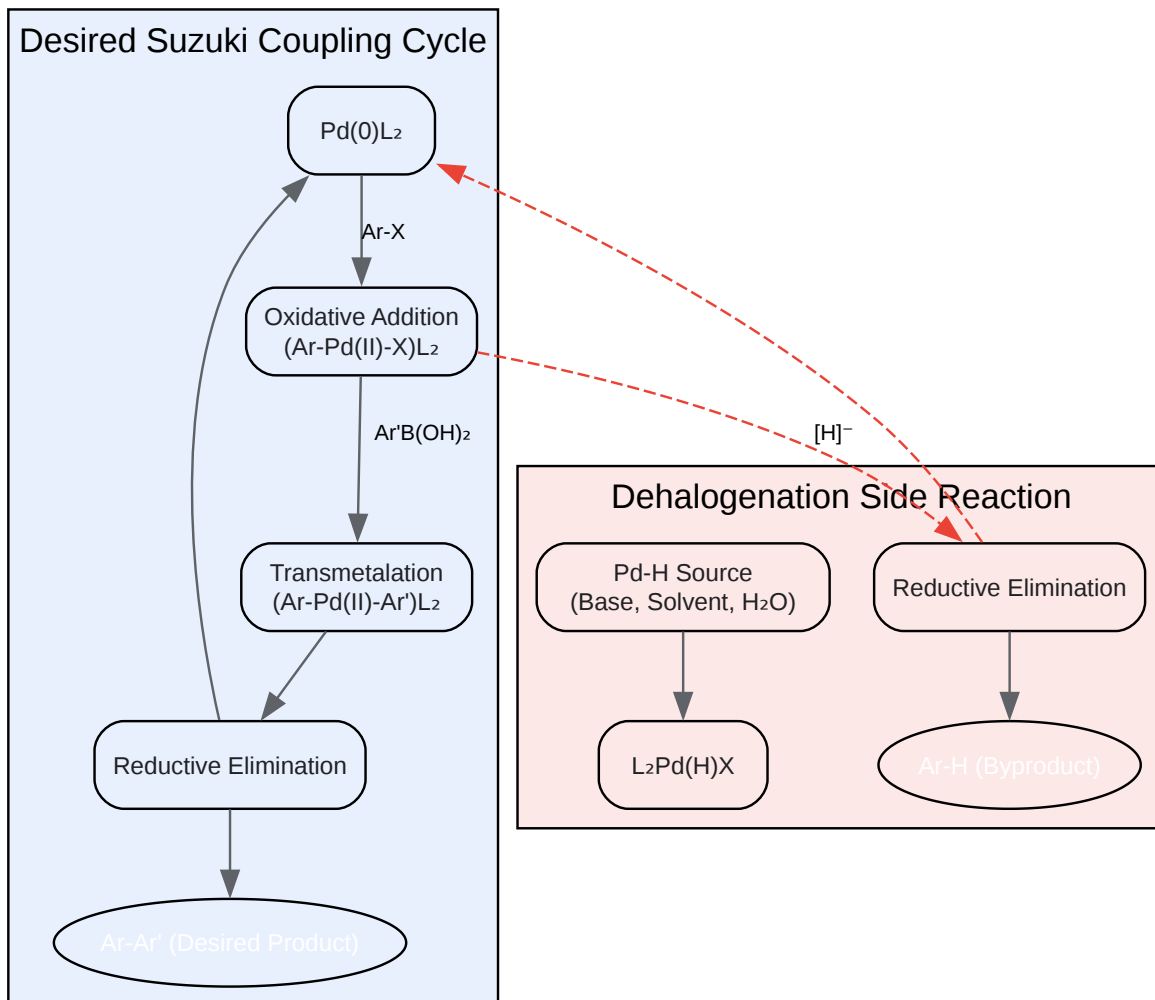 Desired Suzuki Coupling Cycle
Pd(0)L₂
Ar-X
Oxidative Addition
(Ar-Pd(II)-X)L₂
Ar'B(OH)₂
Transmetalation
(Ar-Pd(II)-Ar')L₂
Reductive Elimination
Ar-Ar' (Desired Product)
[H]⁻
Dehalogenation Side Reaction
Pd-H Source
(Base, Solvent, H₂O)
L₂Pd(H)X
Reductive Elimination
Ar-H (Byproduct)